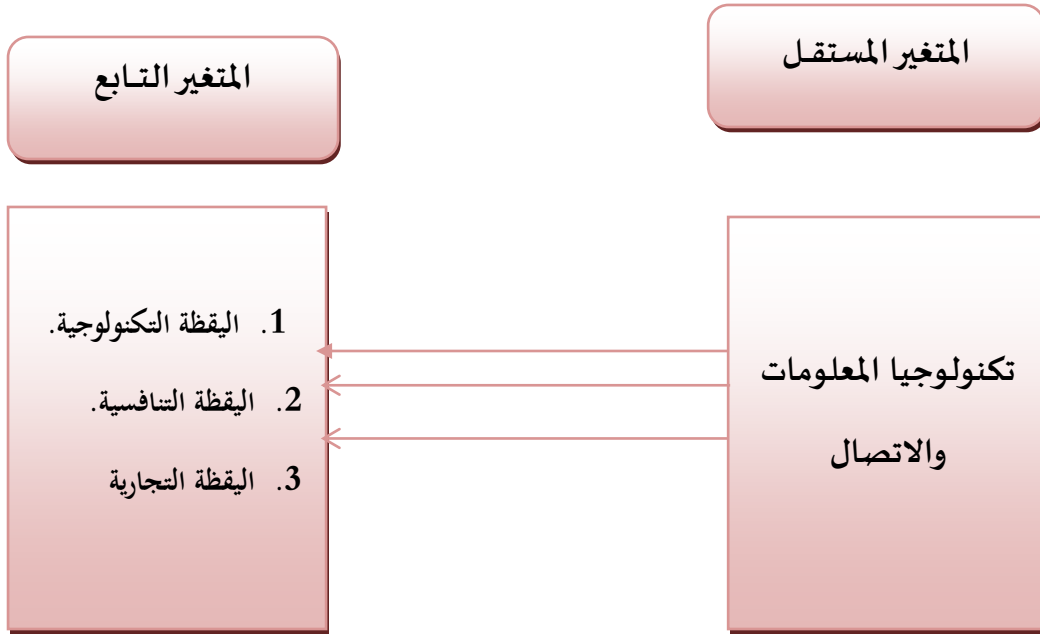 المتغير المستقل
المتغير التابع
تكنولوجيا المعلومات
والاتصال
1. اليقظة التكنولوجية.
2. اليقظة التنافسية.
3. اليقظة التجارية